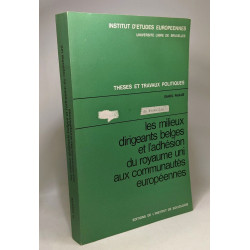 INSTITUT D'ETUDES EUROPEENNES
UNIVERSITE LIBRE DE BRUXELLES
THESES ET TRAVAUX POLITIQUES
les milieux
dirigeants belges
et l'adhésion
du royaume uni
aux communautés
européennes
EDITIONS DE L'INSTITUT DE SOCIOLOGIE